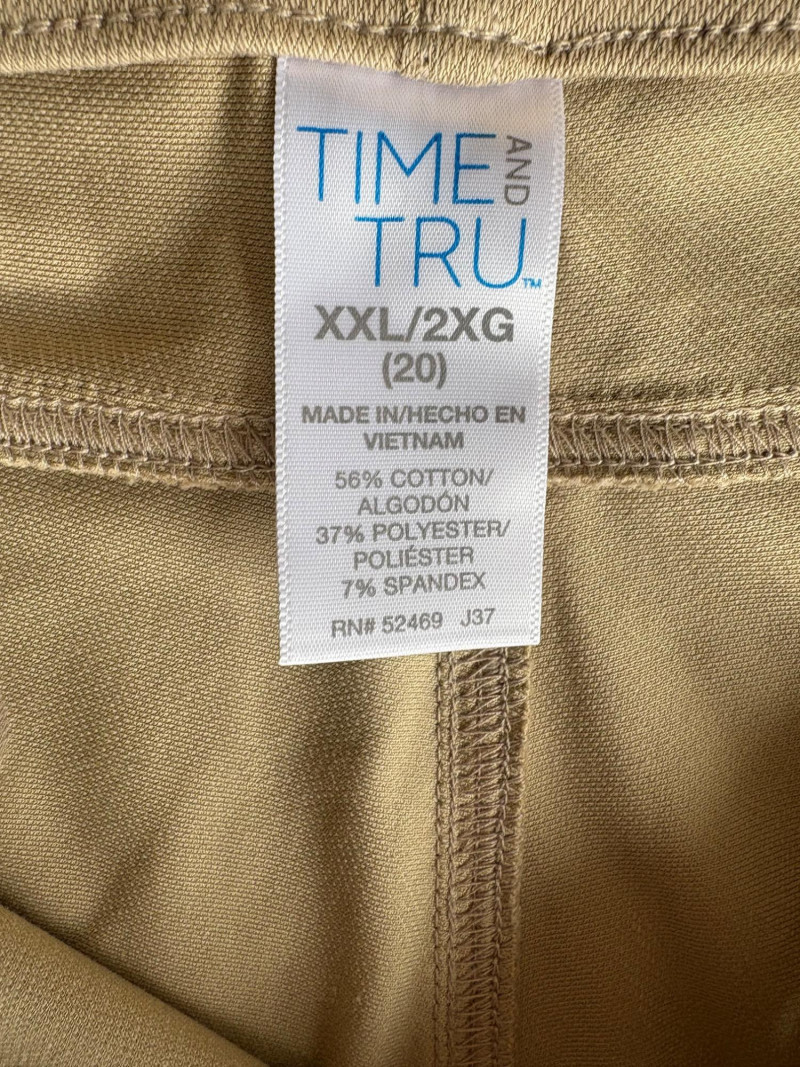 TIME AND
TRU™
XXL/2XG
(20)
MADE IN/HECHO EN
VIETNAM
56% COTTON/
ALGODÓN
37% POLYESTER/
POLIÉSTER
7% SPANDEX
RN# 52469 J37